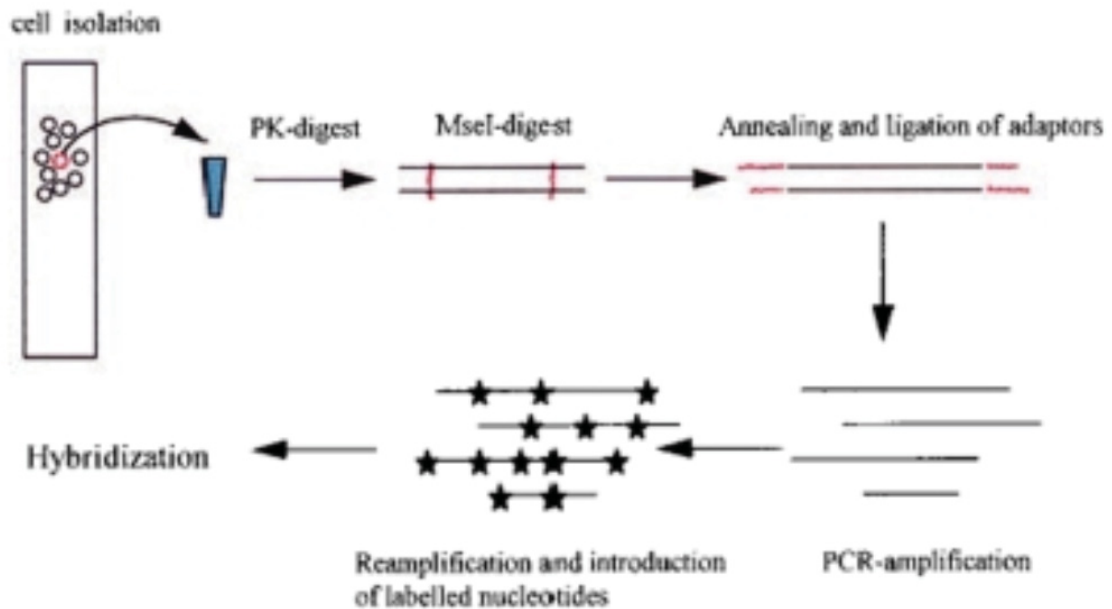 cell isolation
PK-digest
MseI-digest
Annealing and ligation of adaptors
Hybridization
Reamplification and introduction
of labelled nucleotides
PCR-amplification